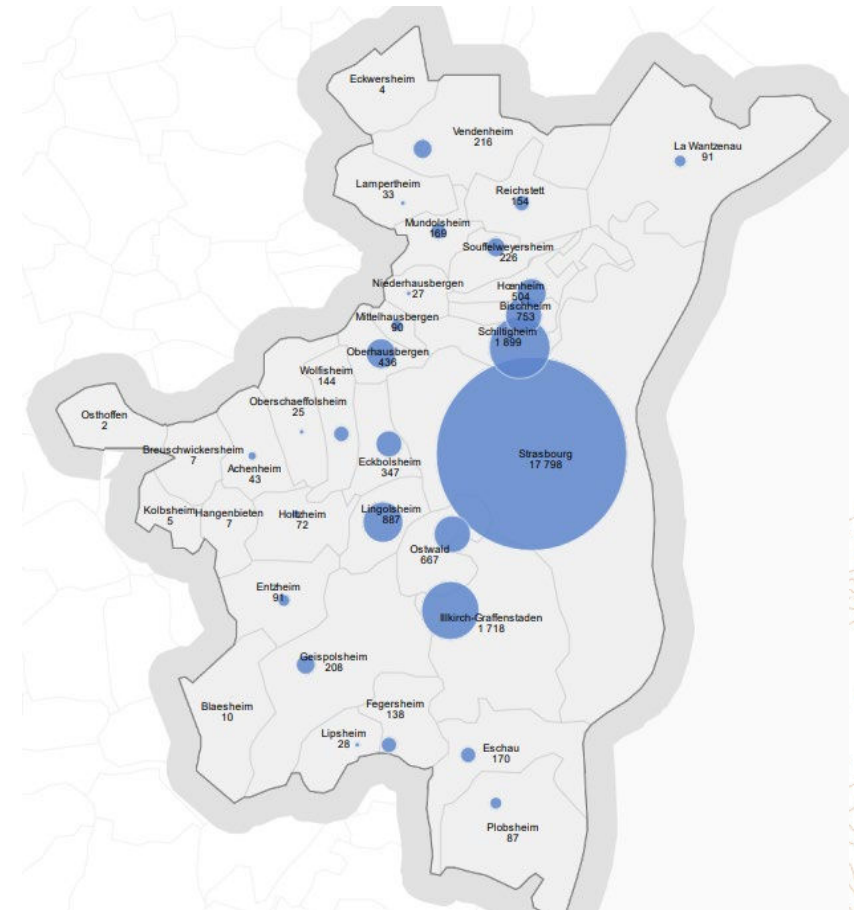 Eckwersheim
4
Vendenheim
216
La Wantzenau
91
Lampertheim
33
Reichstett
154
Mundolsheim
169
Souffelweyersheim
226
Niederhausbergen
27
Hœnheim
504
Bischheim
753
Mittelhausbergen
90
Schiltigheim
1 899
Oberhausbergen
436
Wolfisheim
144
Oberschaeffolsheim
25
Osthoffen
2
Breuschwickersheim
7
Achenheim
43
Eckbolsheim
347
Strasbourg
17 798
Kolbsheim
5
Hangenbieten
7
Holtzheim
72
Lingolsheim
887
Ostwald
667
Entzheim
91
Illkirch-Graffenstaden
1 718
Geispolsheim
208
Blaesheim
10
Fegersheim
138
Lipsheim
28
Eschau
170
Plobsheim
87